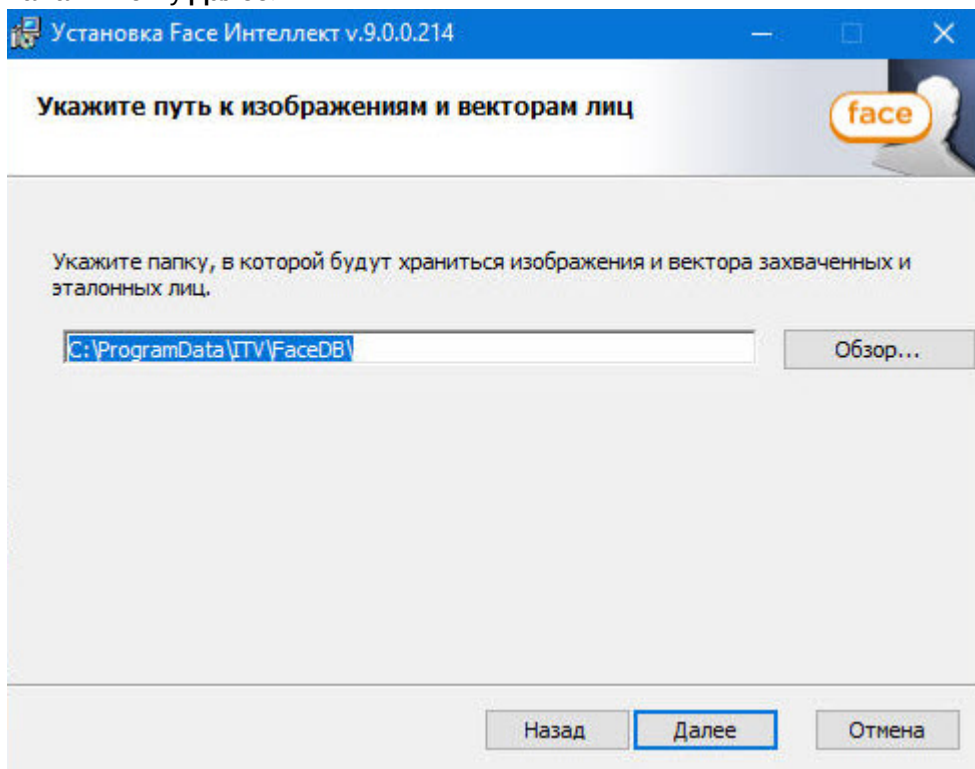 Установка Face Интеллект v.9.0.0.214
Укажите путь к изображениям и векторам лиц
face
Укажите папку, в которой будут храниться изображения и вектора захваченных и
эталонных лиц.
C:\ProgramData\ITV\FaceDB\
Обзор...
Назад
Далее
Отмена